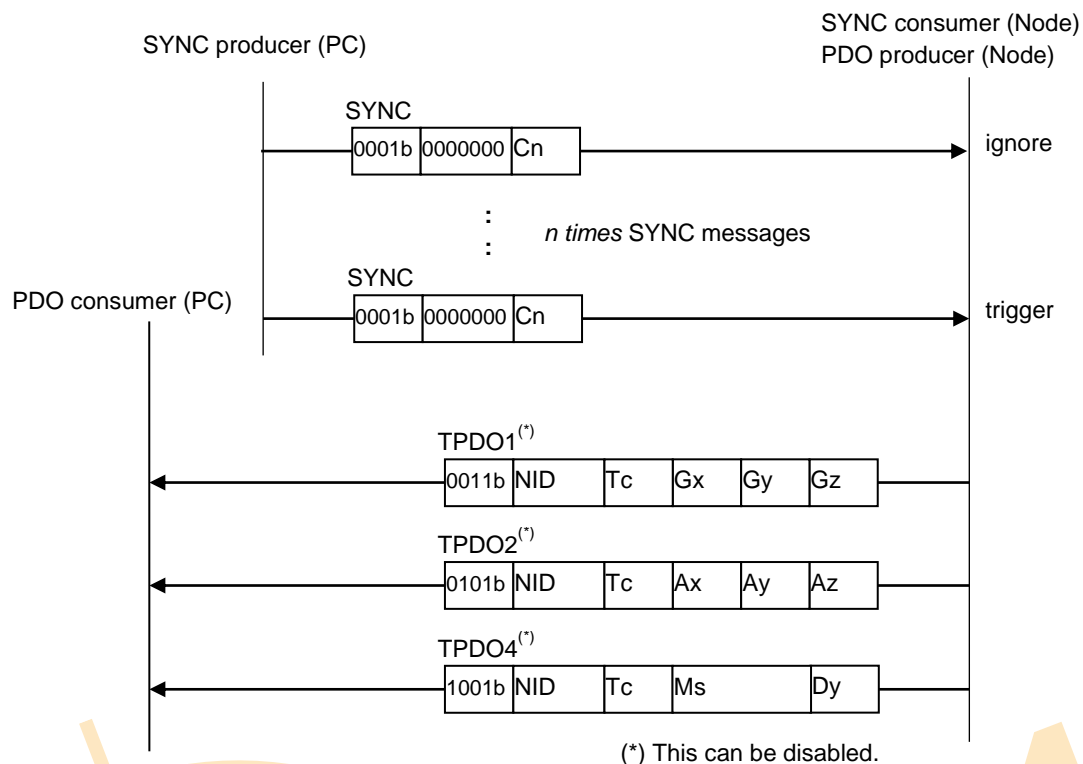 SYNC producer (PC)
SYNC consumer (Node)
PDO producer (Node)
SYNC
0001b 0000000 Cn
ignore
:
:
n times SYNC messages
SYNC
PDO consumer (PC)
0001b 0000000 Cn
trigger
TPDO1(*)
0011b NID Tc Gx Gy Gz
TPDO2(*)
0101b NID Tc Ax Ay Az
TPDO4(*)
1001b NID Tc Ms Dy
(*) This can be disabled.